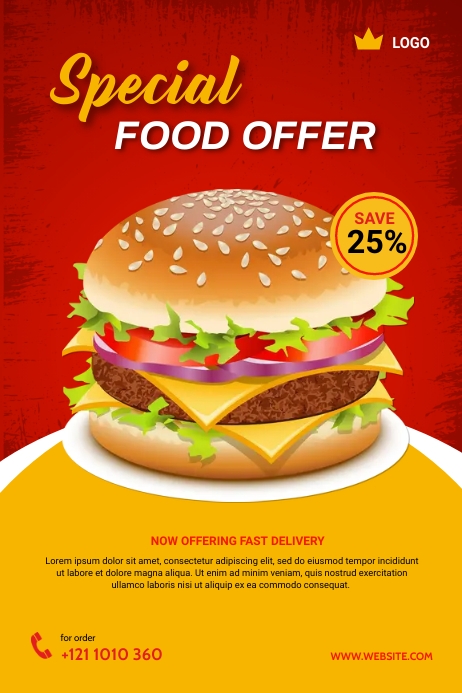 LOGO
Special
FOOD OFFER
SAVE
25%
NOW OFFERING FAST DELIVERY
Lorem ipsum dolor sit amet, consectetur adipiscing elit, sed do eiusmod tempor incididunt
ut labore et dolore magna aliqua. Ut enim ad minim veniam, quis nostrud exercitation
ullamco laboris nisi ut aliquip ex ea commodo consequat.
for order
+121 1010 360
WWW.WEBSITE.COM